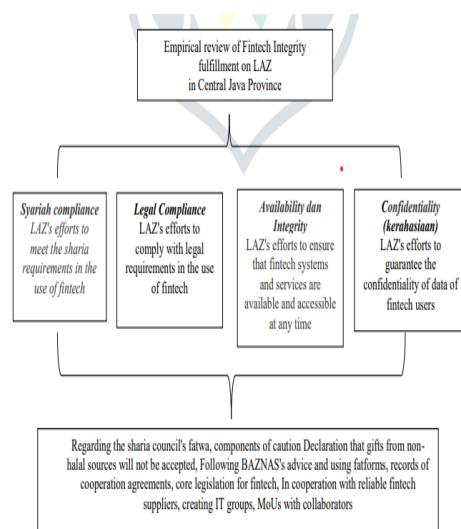 Empirical review of Fintech Integrity
fulfillment on LAZ
in Central Java Province
Syariah compliance
LAZ's efforts to
meet the sharia
requirements in the
use of fintech
Legal Compliance
LAZ's efforts to
comply with legal
requirements in the
use of fintech
Availability dan
Integrity
LAZ's efforts to ensure
that fintech systems
and services are
available and accessible
at any time
Confidentiality
(kerahasiaan)
LAZ's efforts to
guarantee the
confidentiality of data of
fintech users
Regarding the sharia council's fatwa, components of caution Declaration that gifts from non-
halal sources will not be accepted, Following BAZNAS's advice and using fatforms, records of
cooperation agreements, core legislation for fintech, In cooperation with reliable fintech
suppliers, creating IT groups, MoUs with collaborators